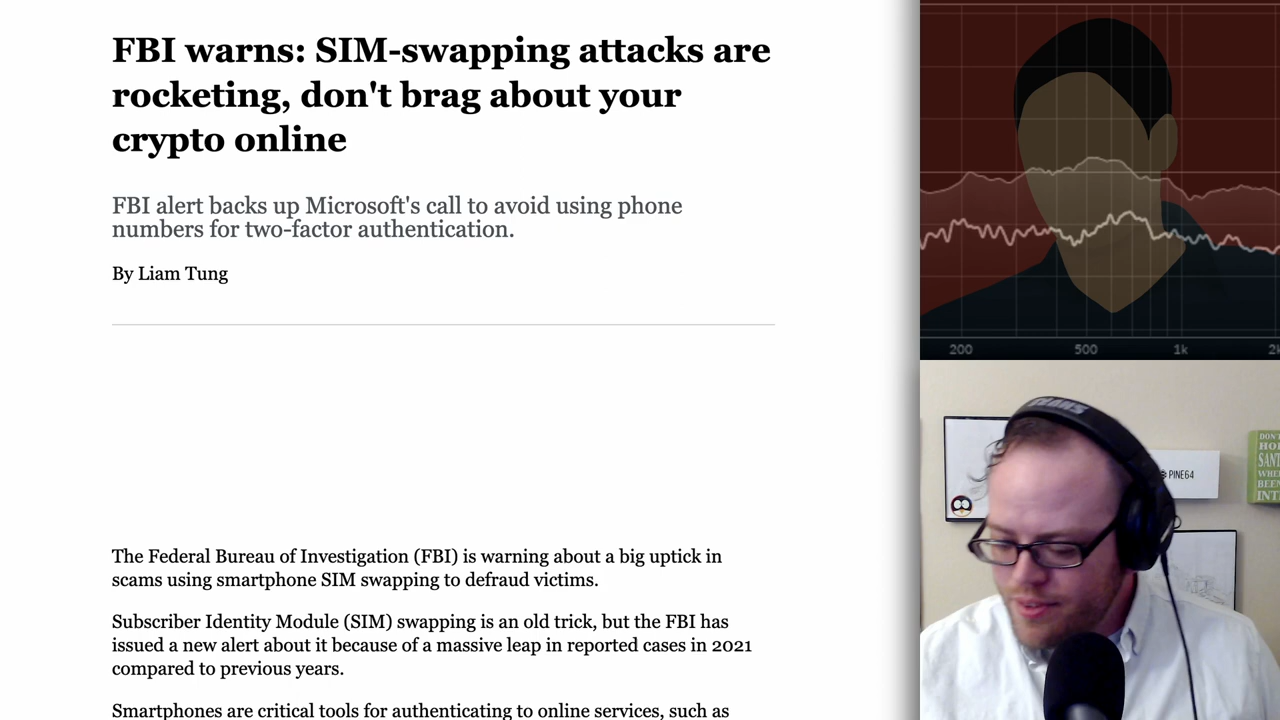 FBI warns: SIM-swapping attacks are
rocketing, don't brag about your
crypto online
FBI alert backs up Microsoft's call to avoid using phone
numbers for two-factor authentication.
By Liam Tung
The Federal Bureau of Investigation (FBI) is warning about a big uptick in
scams using smartphone SIM swapping to defraud victims.
Subscriber Identity Module (SIM) swapping is an old trick, but the FBI has
issued a new alert about it because of a massive leap in reported cases in 2021
compared to previous years.
Smartphones are critical tools for authenticating to online services, such as
200 500 1k 2k
PINE64
DON'T